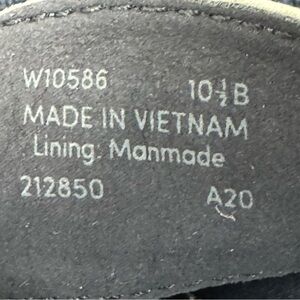 W10586 10½B
MADE IN VIETNAM
Lining: Manmade
212850 A20